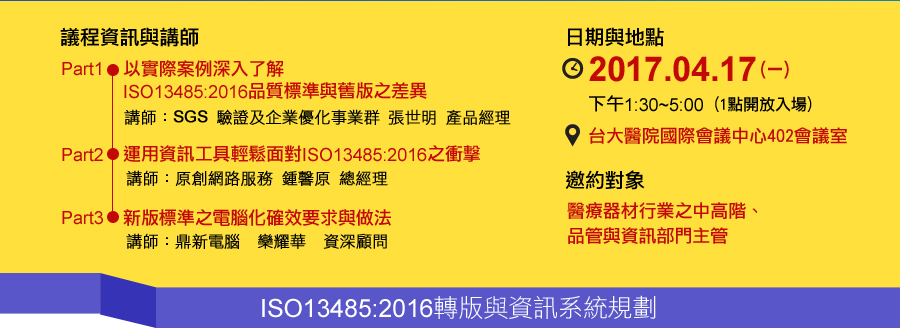 議程資訊與講師
Part1 以實際案例深入了解
ISO13485:2016品質標準與舊版之差異
講師：SGS 驗證及企業優化事業群 張世明 產品經理
Part2 運用資訊工具輕鬆面對ISO13485:2016之衝擊
講師：原創網路服務 鍾馨原 總經理
Part3 新版標準之電腦化確效要求與做法
講師：鼎新電腦 欒耀華 資深顧問
日期與地點
2017.04.17(一)
下午1:30~5:00 (1點開放入場)
台大醫院國際會議中心402會議室
邀約對象
醫療器材行業之中高階、
品管與資訊部門主管
ISO13485:2016轉版與資訊系統規劃